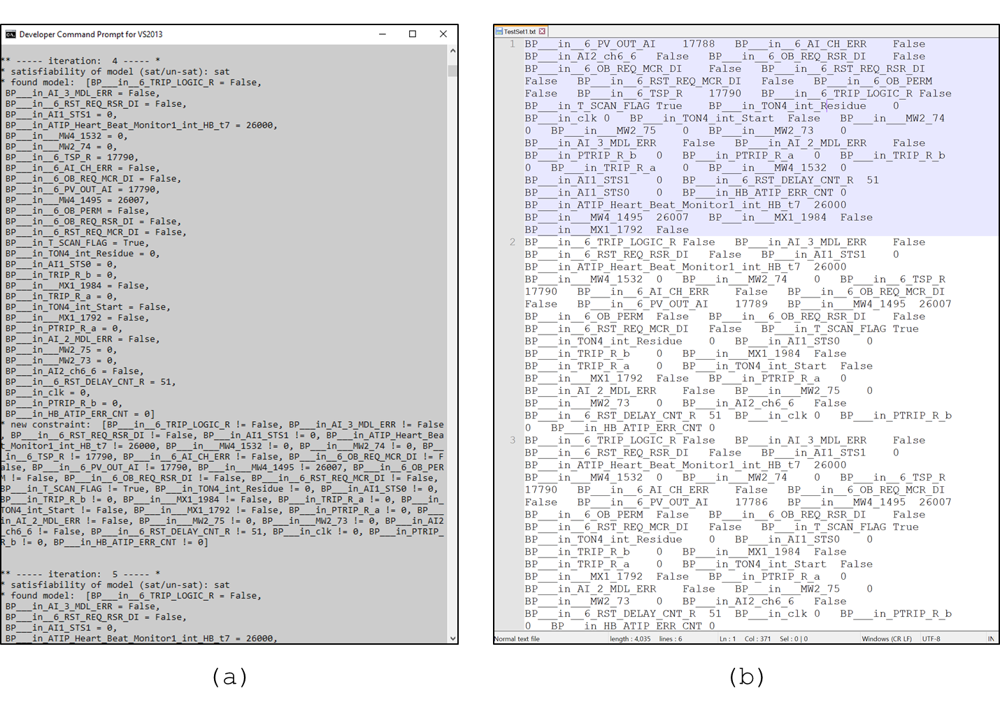 Developer Command Prompt for VS2013
** ----- iteration:  4 ----- *
* satisfiability of model (sat/un-sat): sat
* found model:  [BP___in__6_TRIP_LOGIC_R = False,
BP___in_AI_3_MDL_ERR = False,
BP___in__6_RST_REQ_RSR_DI = False,
BP___in_AI1_STS1 = 0,
BP___in_ATIP_Heart_Beat_Monitor1_int_HB_t7 = 26000,
BP___in___MW4_1532 = 0,
BP___in___MW2_74 = 0,
BP___in__6_TSP_R = 17790,
BP___in__6_AI_CH_ERR = False,
BP___in__6_OB_REQ_MCR_DI = False,
BP___in__6_PV_OUT_AI = 17790,
BP___in___MW4_1495 = 26007,
BP___in__6_OB_PERM = False,
BP___in__6_OB_REQ_RSR_DI = False,
BP___in__6_RST_REQ_MCR_DI = False,
BP___in_T_SCAN_FLAG = True,
BP___in_TON4_int_Residue = 0,
BP___in_AI1_STS0 = 0,
BP___in_TRIP_R_b = 0,
BP___in___MX1_1984 = False,
BP___in_TRIP_R_a = 0,
BP___in_TON4_int_Start = False,
BP___in___MX1_1792 = False,
BP___in_PTRIP_R_a = 0,
BP___in_AI_2_MDL_ERR = False,
BP___in___MW2_75 = 0,
BP___in___MW2_73 = 0,
BP___in_AI2_ch6_6 = False,
BP___in__6_RST_DELAY_CNT_R = 51,
BP___in_clk = 0,
BP___in_PTRIP_R_b = 0,
BP___in_HB_ATIP_ERR_CNT = 0]
* new constraint:  [BP___in__6_TRIP_LOGIC_R != False, BP___in_AI_3_MDL_ERR != False
, BP___in__6_RST_REQ_RSR_DI != False, BP___in_AI1_STS1 != 0, BP___in_ATIP_Heart_Bea
t_Monitor1_int_HB_t7 != 26000, BP___in___MW4_1532 != 0, BP___in___MW2_74 != 0, BP__
_in__6_TSP_R != 17790, BP___in__6_AI_CH_ERR != False, BP___in__6_OB_REQ_MCR_DI != F
alse, BP___in__6_PV_OUT_AI != 17790, BP___in___MW4_1495 != 26007, BP___in__6_OB_PER
M != False, BP___in__6_OB_REQ_RSR_DI != False, BP___in__6_RST_REQ_MCR_DI != False,
BP___in_T_SCAN_FLAG != True, BP___in_TON4_int_Residue != 0, BP___in_AI1_STS0 != 0,
BP___in_TRIP_R_b != 0, BP___in___MX1_1984 != False, BP___in_TRIP_R_a != 0, BP___in_
TON4_int_Start != False, BP___in___MX1_1792 != False, BP___in_PTRIP_R_a != 0, BP___
in_AI_2_MDL_ERR != False, BP___in___MW2_75 != 0, BP___in___MW2_73 != 0, BP___in_AI2
_ch6_6 != False, BP___in__6_RST_DELAY_CNT_R != 51, BP___in_clk != 0, BP___in_PTRIP_
R_b != 0, BP___in_HB_ATIP_ERR_CNT != 0]
** ----- iteration:  5 ----- *
* satisfiability of model (sat/un-sat): sat
* found model:  [BP___in__6_TRIP_LOGIC_R = False,
BP___in_AI_3_MDL_ERR = False,
BP___in__6_RST_REQ_RSR_DI = False,
BP___in_AI1_STS1 = 0,
BP___in_ATIP_Heart_Beat_Monitor1_int_HB_t7 = 26000,
(a)
TestSet1.txt
1 BP___in__6_PV_OUT_AI 17788 BP___in__6_AI_CH_ERR False
BP___in_AI2_ch6_6 False BP___in__6_OB_REQ_RSR_DI False
BP___in__6_OB_REQ_MCR_DI False BP___in__6_RST_REQ_RSR_DI
False BP___in__6_RST_REQ_MCR_DI False BP___in__6_OB_PERM
False BP___in__6_TSP_R 17790 BP___in__6_TRIP_LOGIC_R False
BP___in_T_SCAN_FLAG True BP___in_TON4_int_Residue 0
BP___in_clk 0 BP___in_TON4_int_Start False BP___in___MW2_74
0 BP___in___MW2_75 0 BP___in___MW2_73 0
BP___in_AI_3_MDL_ERR False BP___in_AI_2_MDL_ERR False
BP___in_PTRIP_R_b 0 BP___in_PTRIP_R_a 0 BP___in_TRIP_R_b
0 BP___in_TRIP_R_a 0 BP___in___MW4_1532 0
BP___in_AI1_STS1 0 BP___in__6_RST_DELAY_CNT_R 51
BP___in_AI1_STS0 0 BP___in_HB_ATIP_ERR_CNT 0
BP___in_ATIP_Heart_Beat_Monitor1_int_HB_t7 26000
BP___in___MW4_1495 26007 BP___in___MX1_1984 False
BP___in___MX1_1792 False
2 BP___in__6_TRIP_LOGIC_R False BP___in_AI_3_MDL_ERR False
BP___in__6_RST_REQ_RSR_DI False BP___in_AI1_STS1 0
BP___in_ATIP_Heart_Beat_Monitor1_int_HB_t7 26000
BP___in___MW4_1532 0 BP___in___MW2_74 0 BP___in__6_TSP_R
17790 BP___in__6_AI_CH_ERR False BP___in__6_OB_REQ_MCR_DI
False BP___in__6_PV_OUT_AI 17789 BP___in___MW4_1495 26007
BP___in__6_OB_PERM False BP___in__6_OB_REQ_RSR_DI False
BP___in__6_RST_REQ_MCR_DI False BP___in_T_SCAN_FLAG True
BP___in_TON4_int_Residue 0 BP___in_AI1_STS0 0
BP___in_TRIP_R_b 0 BP___in___MX1_1984 False
BP___in_TRIP_R_a 0 BP___in_TON4_int_Start False
BP___in___MX1_1792 False BP___in_PTRIP_R_a 0
BP___in_AI_2_MDL_ERR False BP___in___MW2_75 0
BP___in___MW2_73 0 BP___in_AI2_ch6_6 False
BP___in__6_RST_DELAY_CNT_R 51 BP___in_clk 0 BP___in_PTRIP_R_b
0 BP___in_HB_ATIP_ERR_CNT 0
3 BP___in__6_TRIP_LOGIC_R False BP___in_AI_3_MDL_ERR False
BP___in__6_RST_REQ_RSR_DI False BP___in_AI1_STS1 0
BP___in_ATIP_Heart_Beat_Monitor1_int_HB_t7 26000
BP___in___MW4_1532 0 BP___in___MW2_74 0 BP___in__6_TSP_R
17790 BP___in__6_AI_CH_ERR False BP___in__6_OB_REQ_MCR_DI
False BP___in__6_PV_OUT_AI 17786 BP___in___MW4_1495 26007
BP___in__6_OB_PERM False BP___in__6_OB_REQ_RSR_DI False
BP___in__6_RST_REQ_MCR_DI False BP___in_T_SCAN_FLAG True
BP___in_TON4_int_Residue 0 BP___in_AI1_STS0 0
BP___in_TRIP_R_b 0 BP___in___MX1_1984 False
BP___in_TRIP_R_a 0 BP___in_TON4_int_Start False
BP___in___MX1_1792 False BP___in_PTRIP_R_a 0
BP___in_AI_2_MDL_ERR False BP___in___MW2_75 0
BP___in___MW2_73 0 BP___in_AI2_ch6_6 False
BP___in__6_RST_DELAY_CNT_R 51 BP___in_clk 0 BP___in_PTRIP_R_b
0 BP___in_HB_ATIP_ERR_CNT 0
Normal text file length : 4,035 lines : 6 Ln : 1 Col : 371 Sel : 0 | 0 Windows (CR LF) UTF-8 IN
(b)